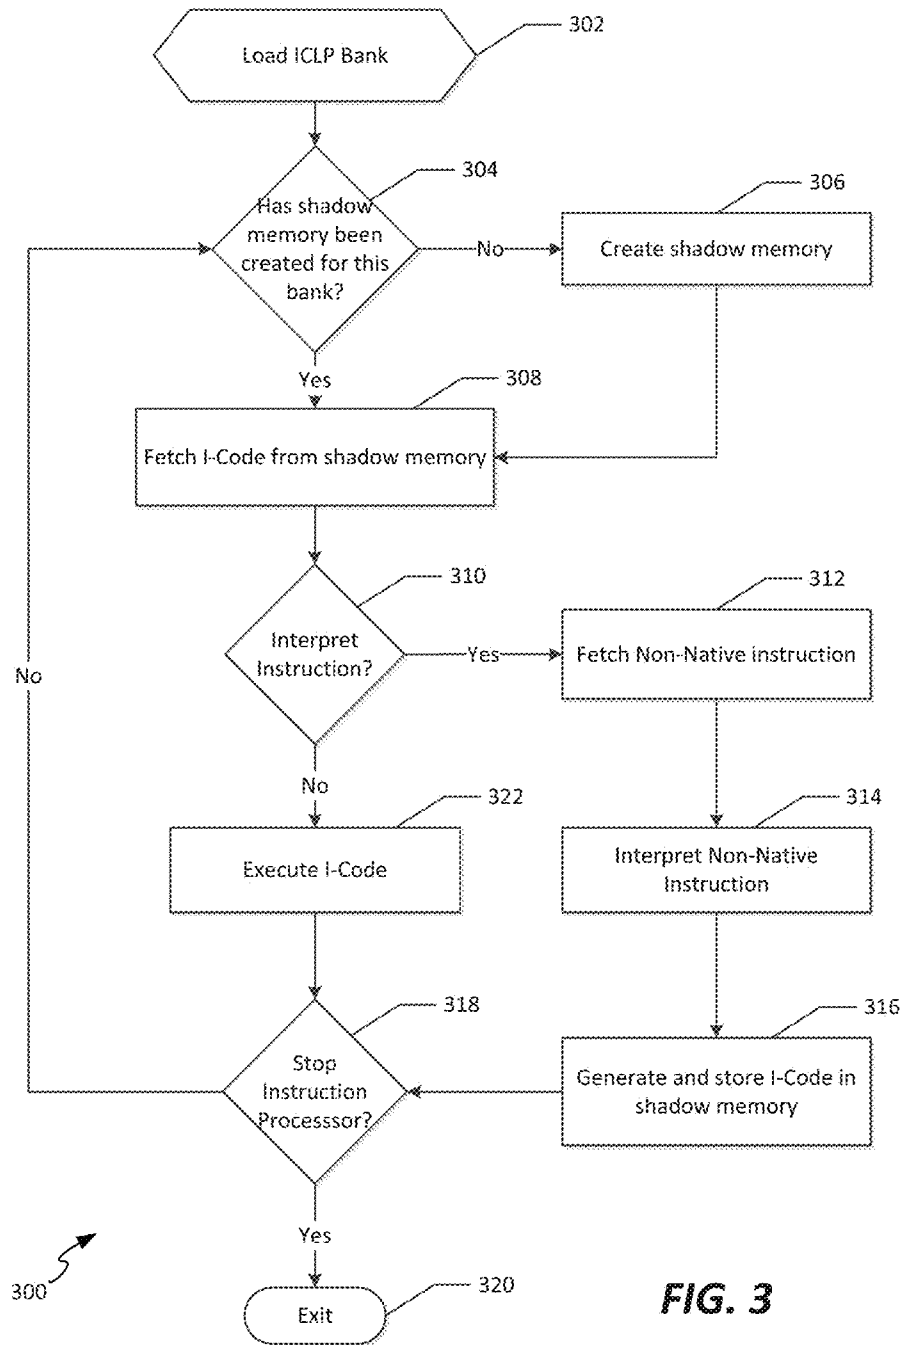 302
Load ICLP Bank
304
Has shadow
memory been
created for this
bank?
No
306
Create shadow memory
Yes
308
Fetch I-Code from shadow memory
310
Interpret
Instruction?
Yes
312
Fetch Non-Native instruction
No
No
322
Execute I-Code
314
Interpret Non-Native
Instruction
318
Stop
Instruction
Processsor?
316
Generate and store I-Code in
shadow memory
Yes
300
320
Exit
FIG. 3